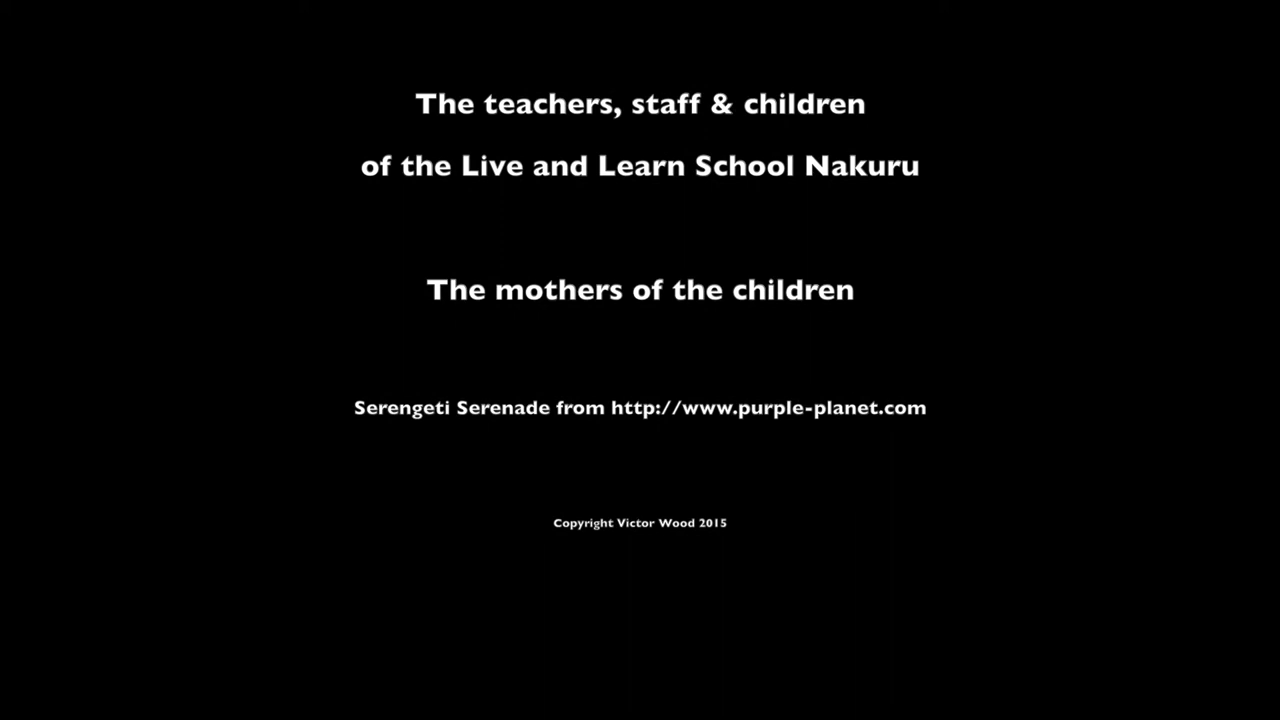 The teachers, staff & children
of the Live and Learn School Nakuru
The mothers of the children
Serengeti Serenade from http://www.purple-planet.com
Copyright Victor Wood 2015